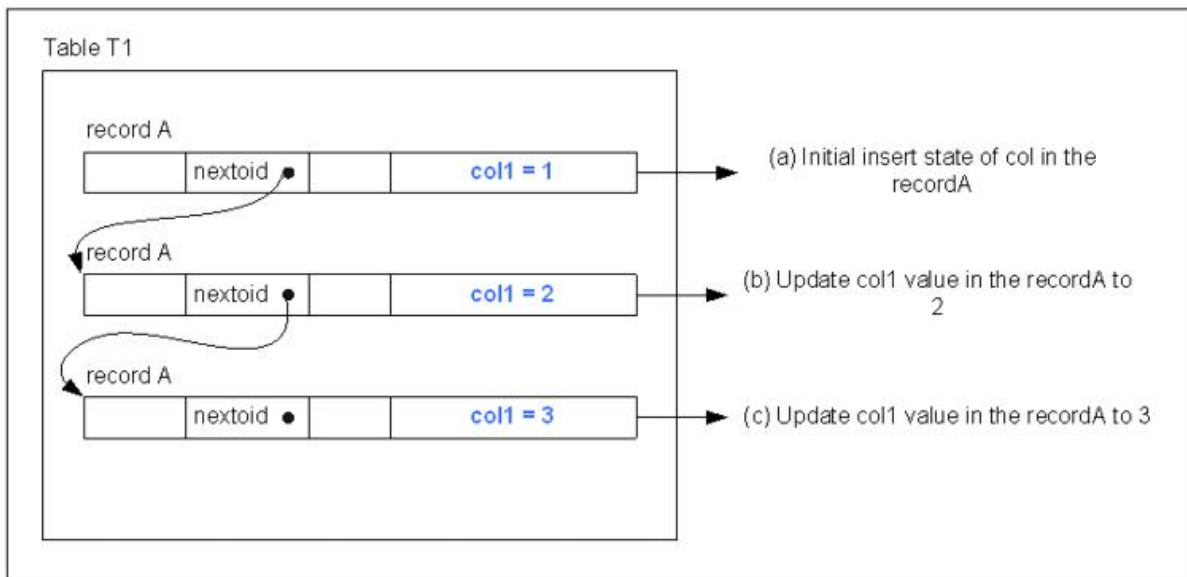 Table T1
record A
nextoid
col1 = 1
(a) Initial insert state of col in the
recordA
record A
nextoid
col1 = 2
(b) Update col1 value in the recordA to
2
record A
nextoid
col1 = 3
(c) Update col1 value in the recordA to 3